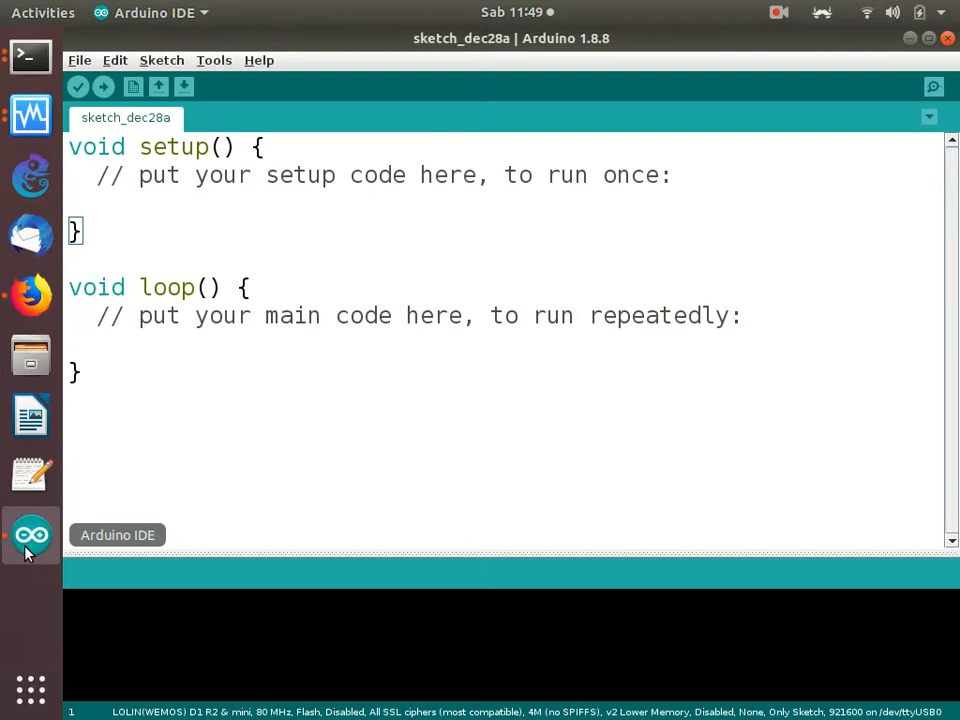 Activities Arduino IDE Sab 11:49
sketch_dec28a | Arduino 1.8.8
File Edit Sketch Tools Help
sketch_dec28a
void setup() {
// put your setup code here, to run once:
}
void loop() {
// put your main code here, to run repeatedly:
}
Arduino IDE
1 LOLIN(WEMOS) D1 R2 & mini, 80 MHz, Flash, Disabled, All SSL ciphers (most compatible), 4M (no SPIFFS), v2 Lower Memory, Disabled, None, Only Sketch, 921600 on /dev/ttyUSB0